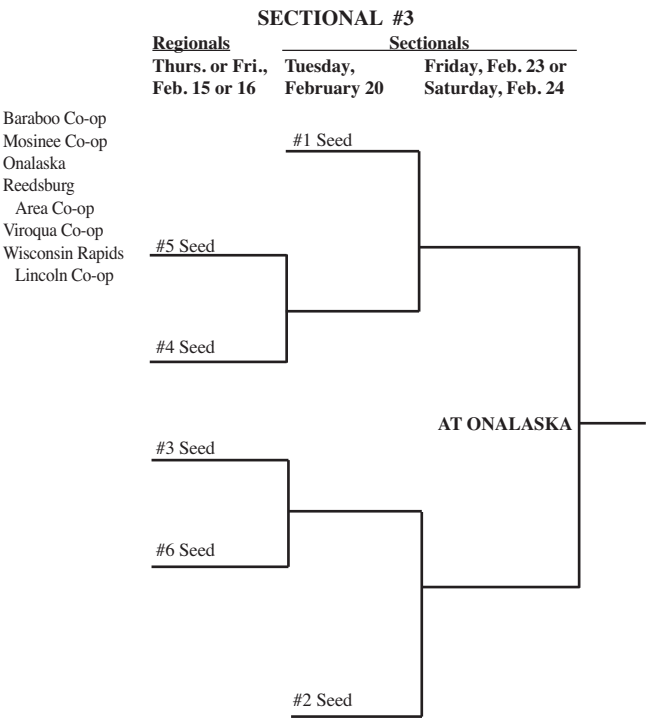 SECTIONAL #3
Regionals
Sectionals
Thurs. or Fri.,
Feb. 15 or 16
Tuesday,
February 20
Friday, Feb. 23 or
Saturday, Feb. 24
Baraboo Co-op
Mosinee Co-op
Onalaska
Reedsburg
Area Co-op
Viroqua Co-op
Wisconsin Rapids
Lincoln Co-op
#1 Seed
#5 Seed
#4 Seed
AT ONALASKA
#3 Seed
#6 Seed
#2 Seed